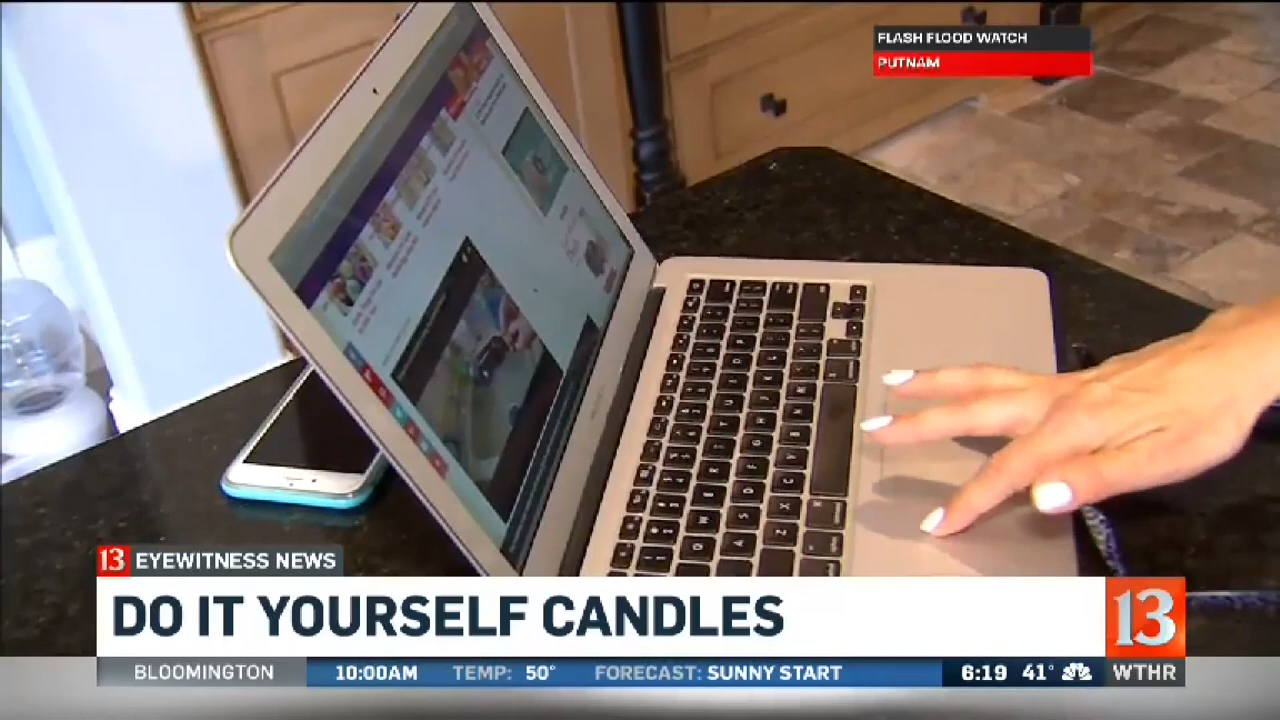 FLASH FLOOD WATCH
PUTNAM
13 EYEWITNESS NEWS
DO IT YOURSELF CANDLES
13
BLOOMINGTON 10:00AM TEMP: 50° FORECAST: SUNNY START 6:19 41° WTHR